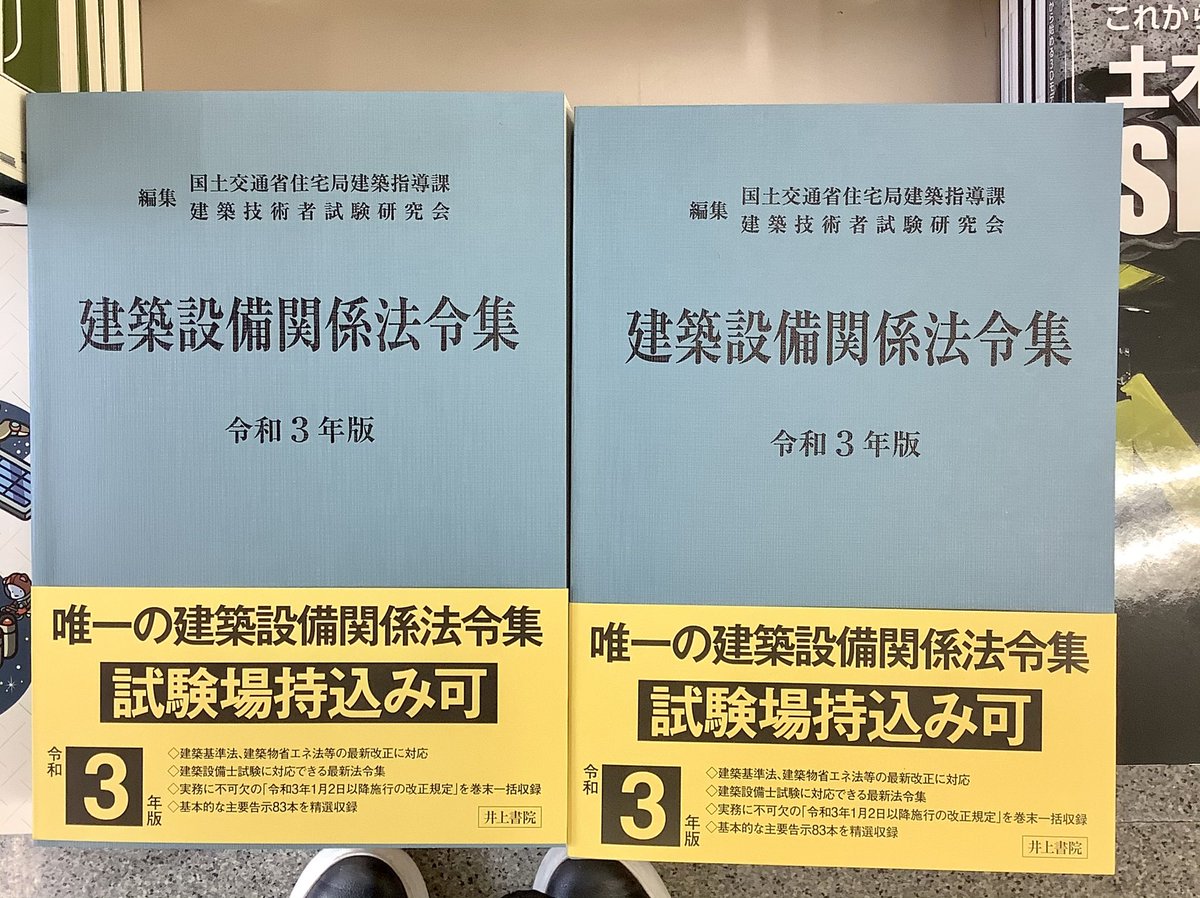 編集
国土交通省住宅局建築指導課
建築技術者試験研究会
建築設備関係法令集
令和3年版
唯一の建築設備関係法令集
試験場持込み可
令和3年版
◇建築基準法、建築物省エネ法等の最新改正に対応
◇建築設備士試験に対応できる最新法令集
◇実務に不可欠の「令和3年1月2日以降施行の改正規定」を巻末一括収録
◇基本的な主要告示83本を精選収録
井上書院
編集
国土交通省住宅局建築指導課
建築技術者試験研究会
建築設備関係法令集
令和3年版
唯一の建築設備関係法令集
試験場持込み可
令和3年版
◇建築基準法、建築物省エネ法等の最新改正に対応
◇建築設備士試験に対応できる最新法令集
◇実務に不可欠の「令和3年1月2日以降施行の改正規定」を巻末一括収録
◇基本的な主要告示83本を精選収録
井上書院
これから
土木